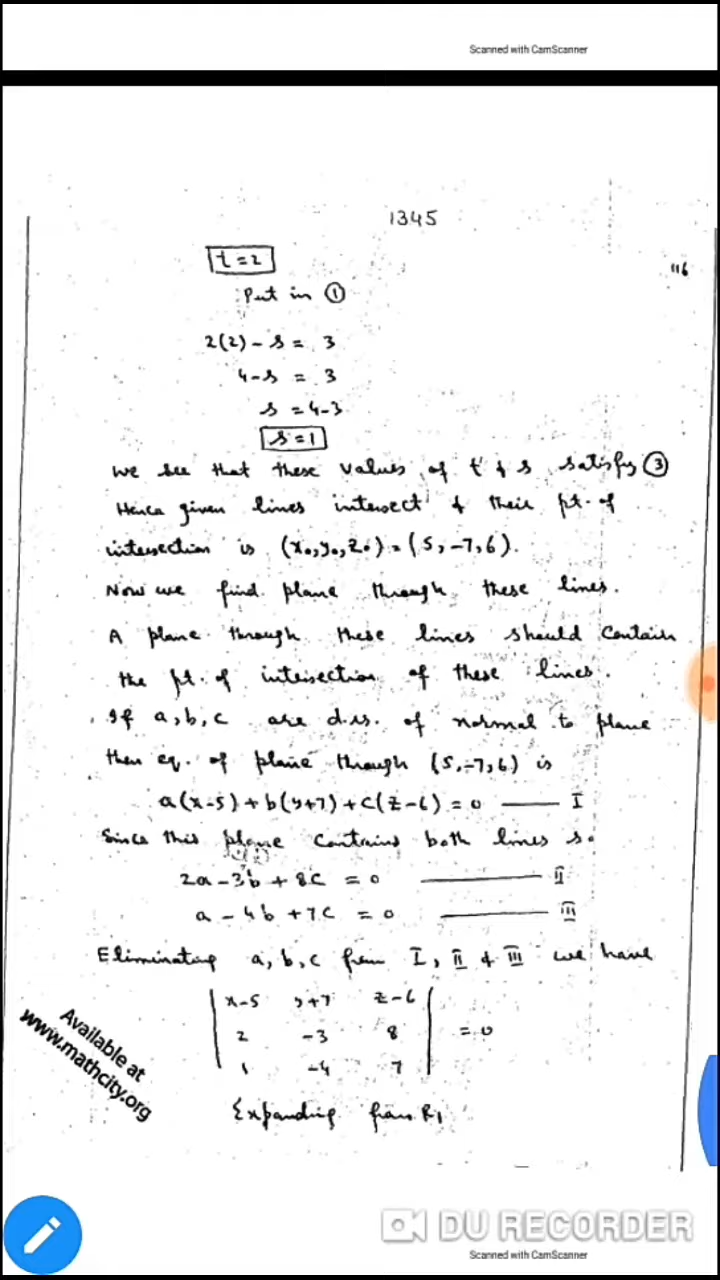 Scanned with CamScanner
1345
116
t = 2
Put in ①
2(2) - s = 3
4 - s = 3
s = 4-3
s = 1
We see that these values of t & s satisfy ③
Hence given lines intersect & their pt. of
intersection is (x₀, y₀, z₀) = (5, -7, 6).
Now we find plane through these lines.
A plane through these lines should contain
the pt. of intersection of these lines.
If a, b, c are d.rs. of normal to plane
then eq. of plane through (5, -7, 6) is
a(x-5) + b(y+7) + c(z-6) = 0 —— I
Since this plane contains both lines so
2a - 3b + 8c = 0 —— II
a - 4b + 7c = 0 —— III
Eliminating a, b, c from I, II & III we have
| x-5 y+7 z-6 |
| 2 -3 8 | = 0
| 1 -4 7 |
Available at
www.mathcity.org
Expanding from R₁
DU RECORDER
Scanned with CamScanner